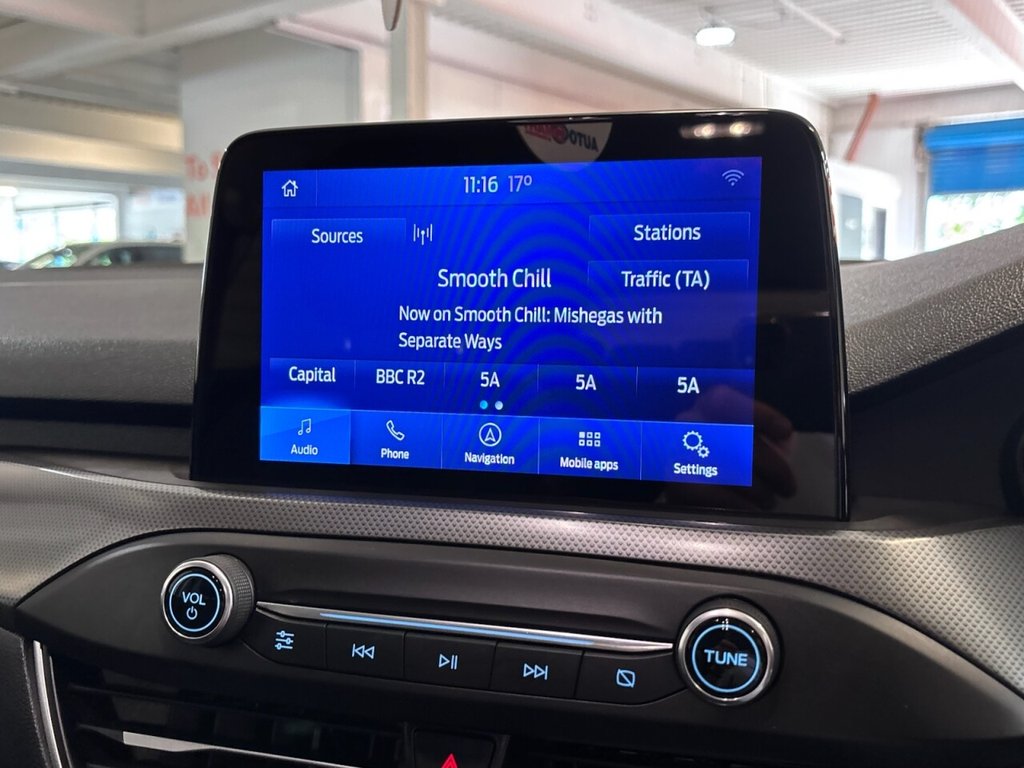 11:16 17°
Sources
Stations
Smooth Chill
Traffic (TA)
Now on Smooth Chill: Mishegas with
Separate Ways
Capital BBC R2 5A 5A 5A
Audio Phone Navigation Mobile apps Settings
VOL
TUNE